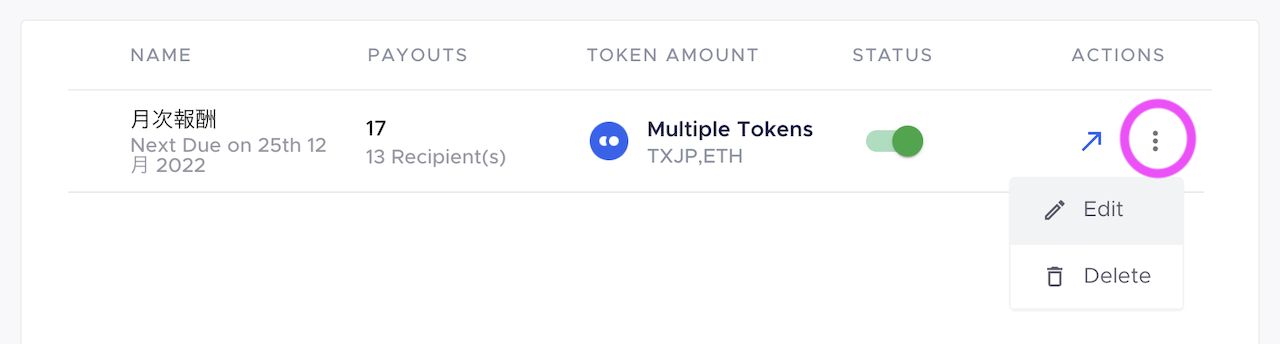 NAME PAYOUTS TOKEN AMOUNT STATUS ACTIONS
月次報酬
Next Due on 25th 12
月 2022
17
13 Recipient(s)
Multiple Tokens
TXJP,ETH
Edit
Delete